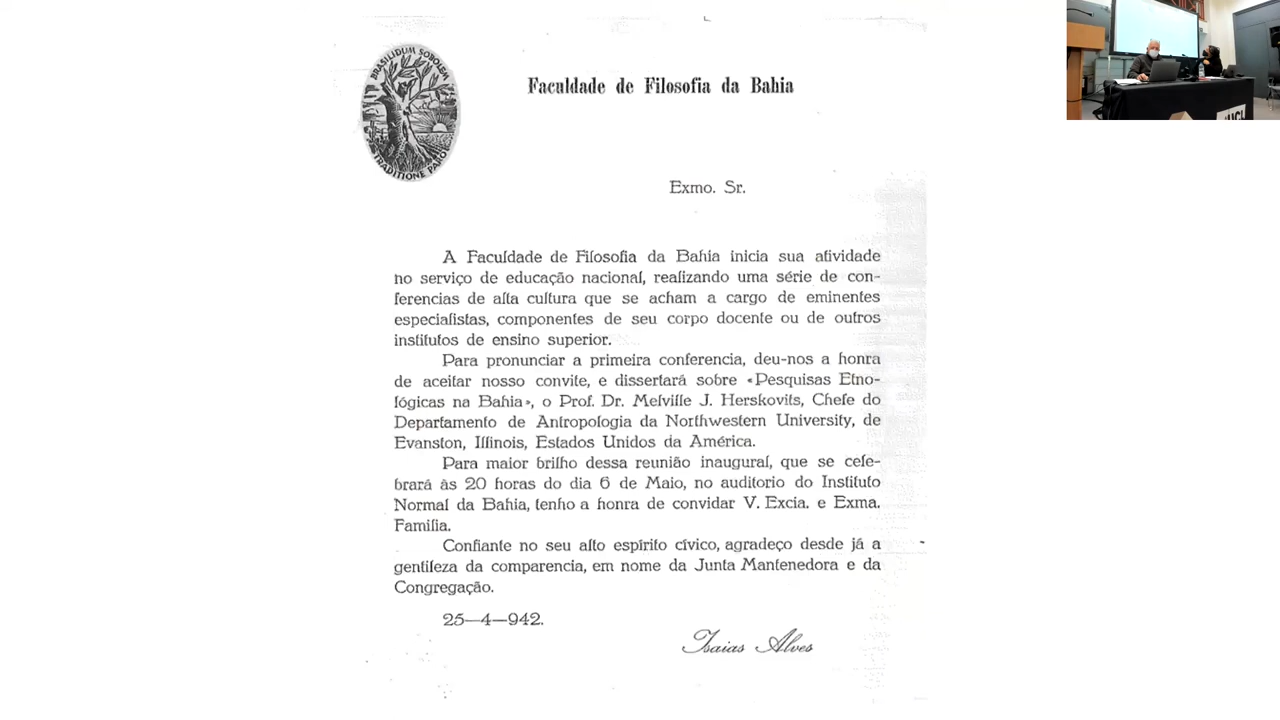 BRASILIDUM SOBOLEM
TRADITIONE PARO
Faculdade de Filosofia da Bahia
Exmo. Sr.
A Faculdade de Filosofia da Bahia inicia sua atividade
no serviço de educação nacional, realizando uma série de con-
ferencias de alta cultura que se acham a cargo de eminentes
especialistas, componentes de seu corpo docente ou de outros
institutos de ensino superior.
Para pronunciar a primeira conferencia, deu-nos a honra
de aceitar nosso convite, e dissertará sobre «Pesquisas Etno-
lógicas na Bahia», o Prof. Dr. Melville J. Herskovits, Chefe do
Departamento de Antropologia da Northwestern University, de
Evanston, Illinois, Estados Unidos da América.
Para maior brilho dessa reunião inaugural, que se cele-
brará às 20 horas do dia 6 de Maio, no auditorio do Instituto
Normal da Bahia, tenho a honra de convidar V. Excia. e Exma.
Familia.
Confiante no seu alto espírito cívico, agradeço desde já a
gentileza da comparencia, em nome da Junta Mantenedora e da
Congregação.
25—4—942.
Isaias Alves